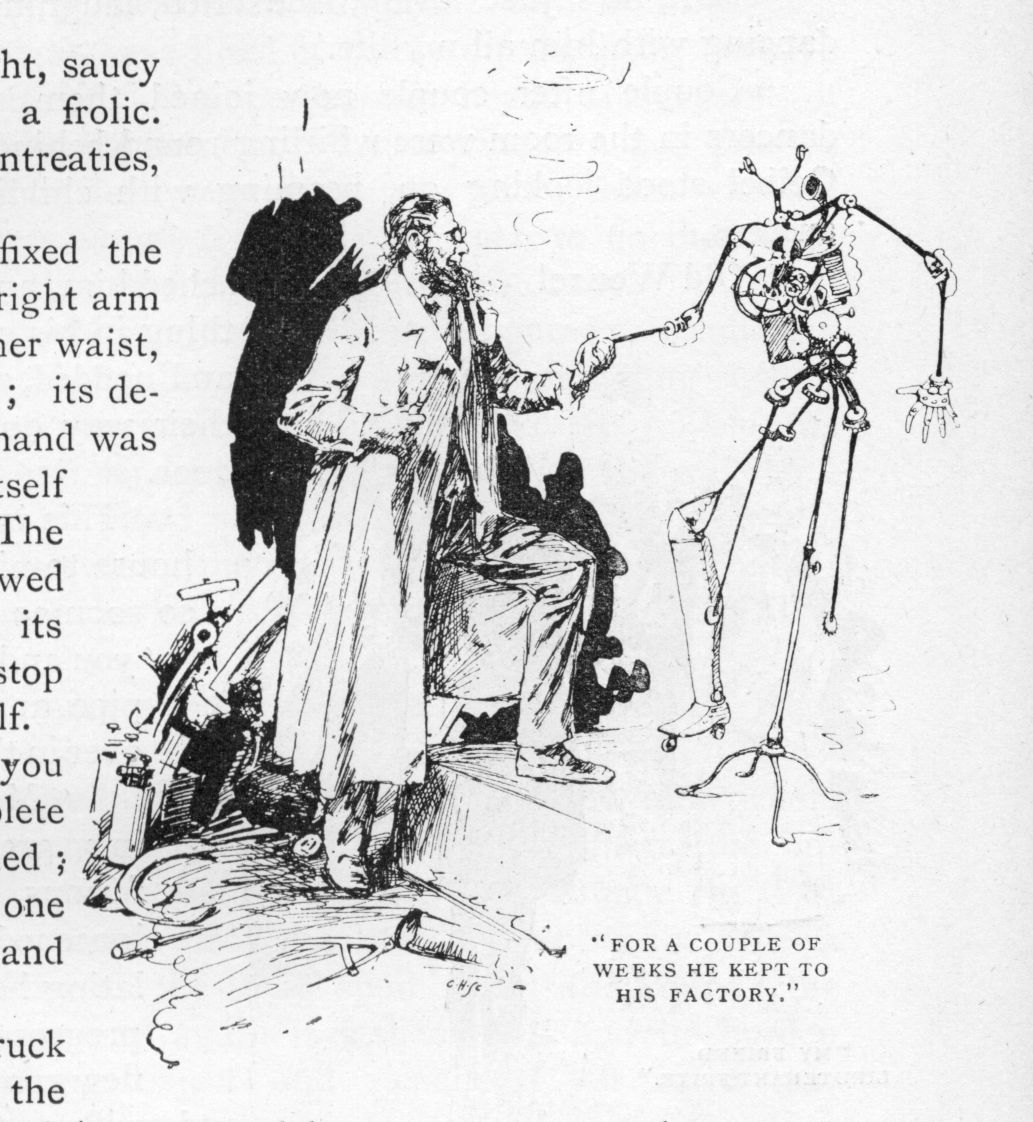 ht, saucy
a frolic.
ntreaties,
fixed the
right arm
her waist,
; its de-
hand was
tself
The
wed
its
stop
lf.
you
plete
ed ;
one
and
ruck
the
"FOR A COUPLE OF
WEEKS HE KEPT TO
HIS FACTORY."